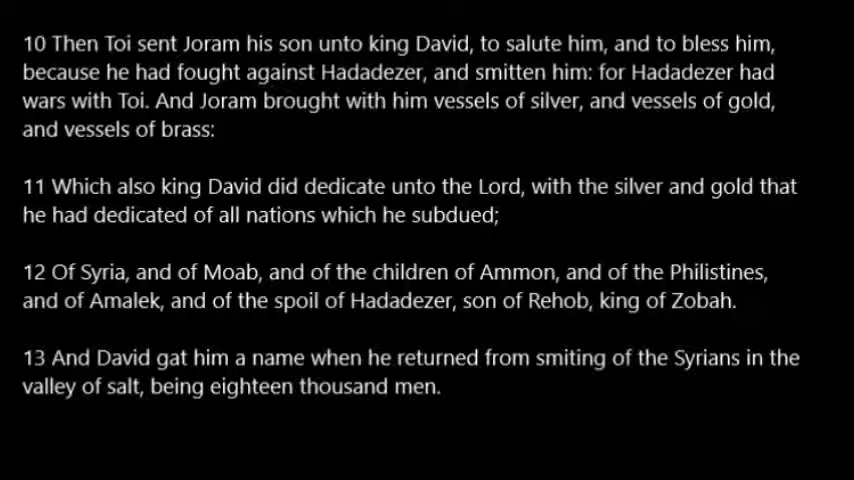 10 Then Toi sent Joram his son unto king David, to salute him, and to bless him,
because he had fought against Hadadezer, and smitten him: for Hadadezer had
wars with Toi. And Joram brought with him vessels of silver, and vessels of gold,
and vessels of brass:
11 Which also king David did dedicate unto the Lord, with the silver and gold that
he had dedicated of all nations which he subdued;
12 Of Syria, and of Moab, and of the children of Ammon, and of the Philistines,
and of Amalek, and of the spoil of Hadadezer, son of Rehob, king of Zobah.
13 And David gat him a name when he returned from smiting of the Syrians in the
valley of salt, being eighteen thousand men.